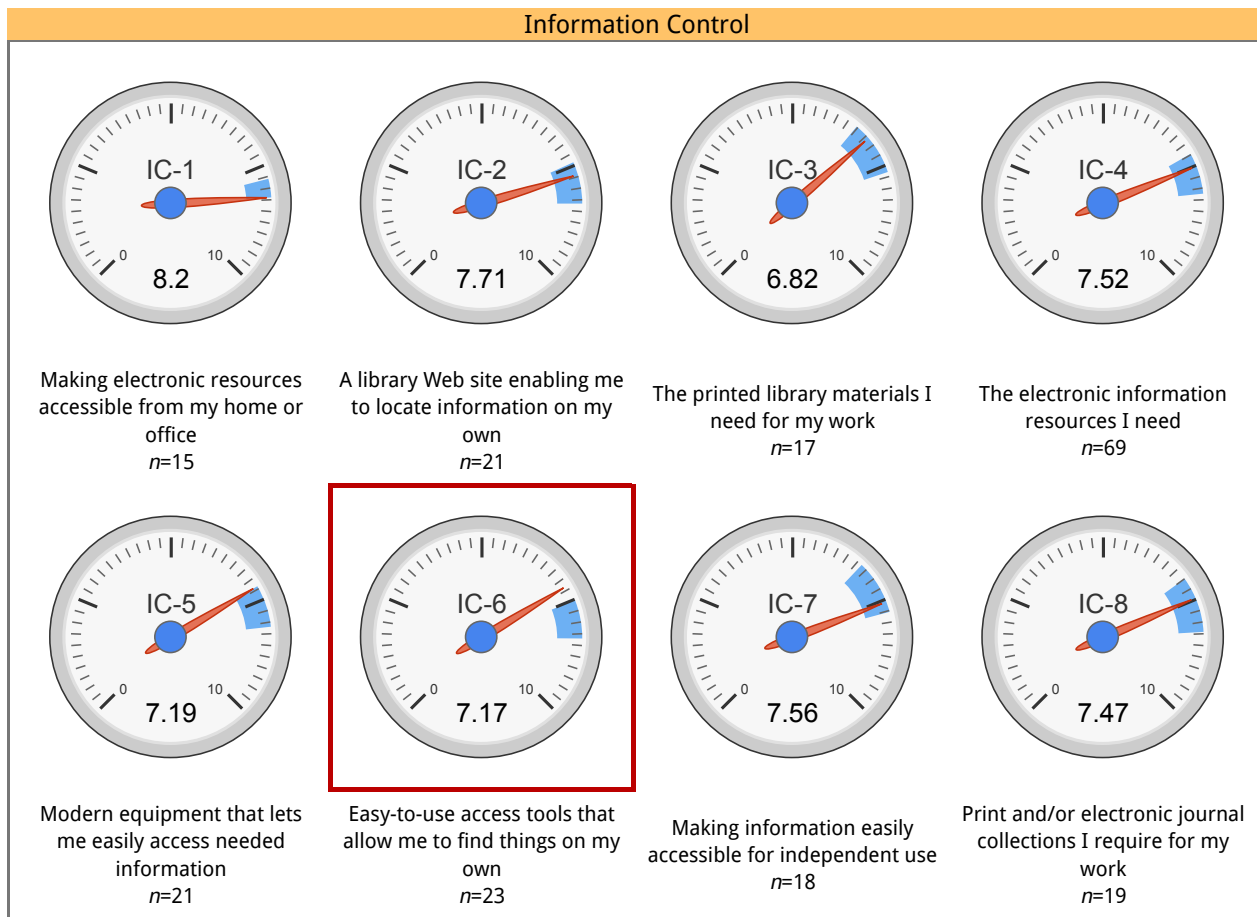 Information Control
IC-1
0
10
8.2
IC-2
0
10
7.71
IC-3
0
10
6.82
IC-4
0
10
7.52
Making electronic resources
accessible from my home or
office
n=15
A library Web site enabling me
to locate information on my
own
n=21
The printed library materials I
need for my work
n=17
The electronic information
resources I need
n=69
IC-5
0
10
7.19
IC-6
0
10
7.17
IC-7
0
10
7.56
IC-8
0
10
7.47
Modern equipment that lets
me easily access needed
information
n=21
Easy-to-use access tools that
allow me to find things on my
own
n=23
Making information easily
accessible for independent use
n=18
Print and/or electronic journal
collections I require for my
work
n=19